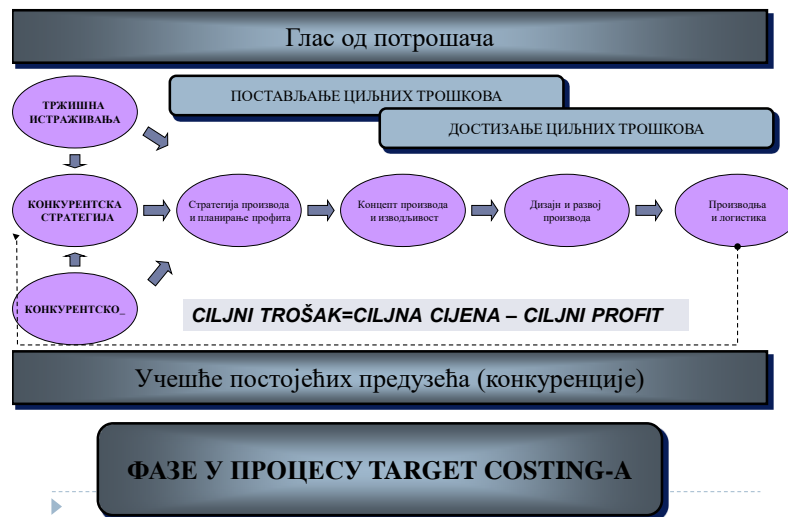 Глас од потрошача
ПОСТАВЉАЊЕ ЦИЉНИХ ТРОШКОВА
ДОСТИЗАЊЕ ЦИЉНИХ ТРОШКОВА
ТРЖИШНА
ИСТРАЖИВАЊА
КОНКУРЕНТСКА
СТРАТЕГИЈА
Стратегија производа
и планирање профита
Концепт производа
и изводљивост
Дизајн и развој
производа
Производња
и логистика
КОНКУРЕНТСКО_
CILJNI TROŠAK=CILJNA CIJENA – CILJNI PROFIT
Учешће постојећих предузећа (конкуренције)
ФАЗЕ У ПРОЦЕСУ TARGET COSTING-А